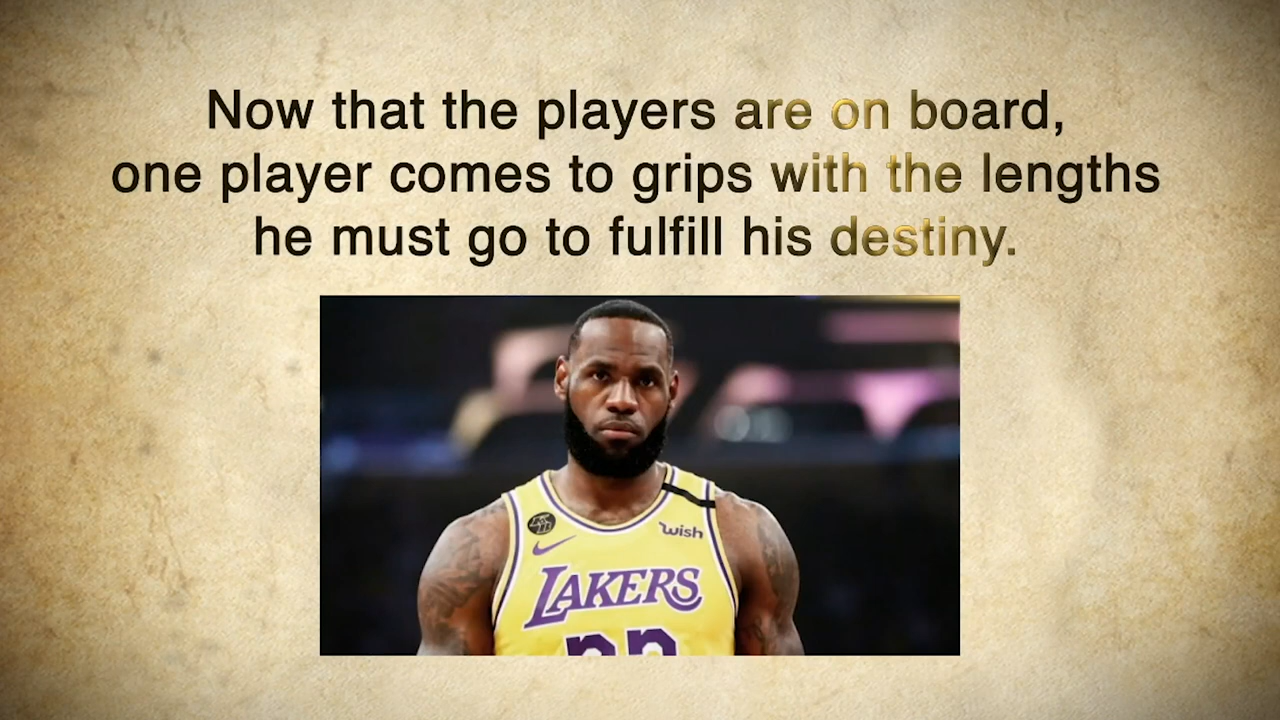 Now that the players are on board,
one player comes to grips with the lengths
he must go to fulfill his destiny.
wish
LAKERS